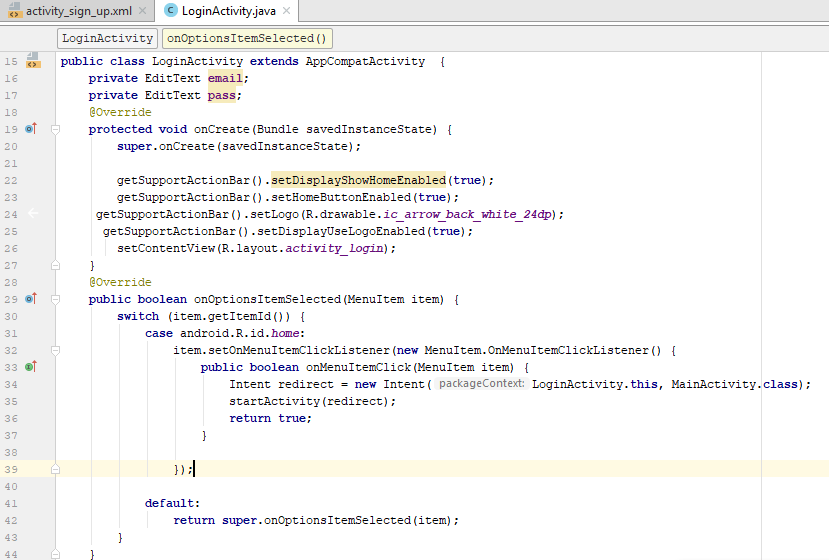 activity_sign_up.xml LoginActivity.java
LoginActivity onOptionsItemSelected()
15 public class LoginActivity extends AppCompatActivity {
16 private EditText email;
17 private EditText pass;
18 @Override
19 protected void onCreate(Bundle savedInstanceState) {
20 super.onCreate(savedInstanceState);
21
22 getSupportActionBar().setDisplayShowHomeEnabled(true);
23 getSupportActionBar().setHomeButtonEnabled(true);
24 getSupportActionBar().setLogo(R.drawable.ic_arrow_back_white_24dp);
25 getSupportActionBar().setDisplayUseLogoEnabled(true);
26 setContentView(R.layout.activity_login);
27 }
28 @Override
29 public boolean onOptionsItemSelected(MenuItem item) {
30 switch (item.getItemId()) {
31 case android.R.id.home:
32 item.setOnMenuItemClickListener(new MenuItem.OnMenuItemClickListener() {
33 public boolean onMenuItemClick(MenuItem item) {
34 Intent redirect = new Intent( packageContext: LoginActivity.this, MainActivity.class);
35 startActivity(redirect);
36 return true;
37 }
38
39 });
40
41 default:
42 return super.onOptionsItemSelected(item);
43 }
44 }